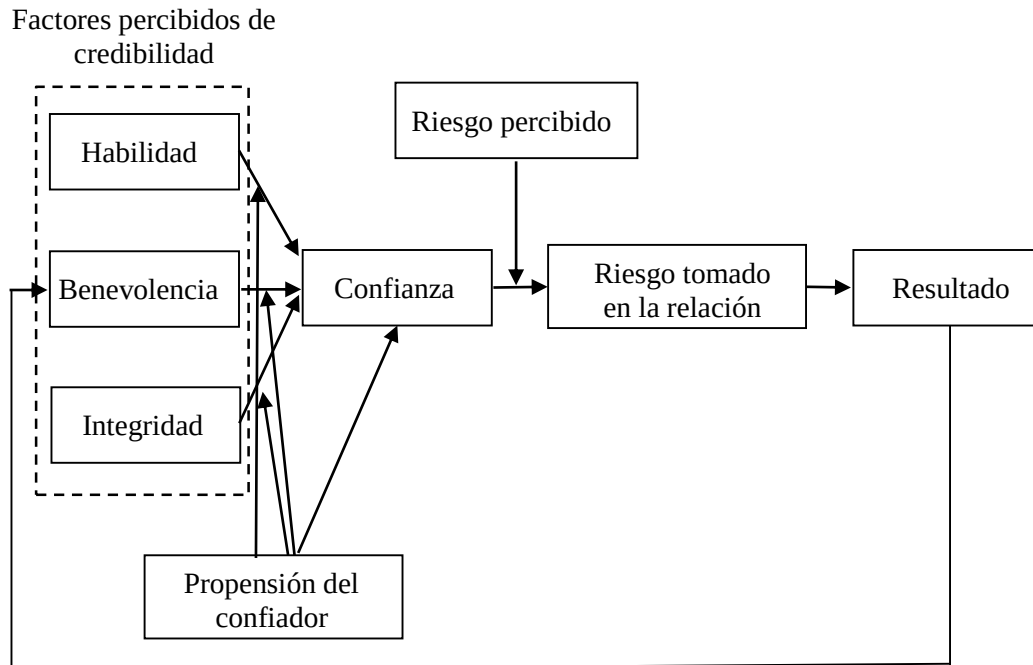 Factores percibidos de
credibilidad
Habilidad
Benevolencia
Integridad
Riesgo percibido
Confianza
Riesgo tomado
en la relación
Resultado
Propensión del
confiador